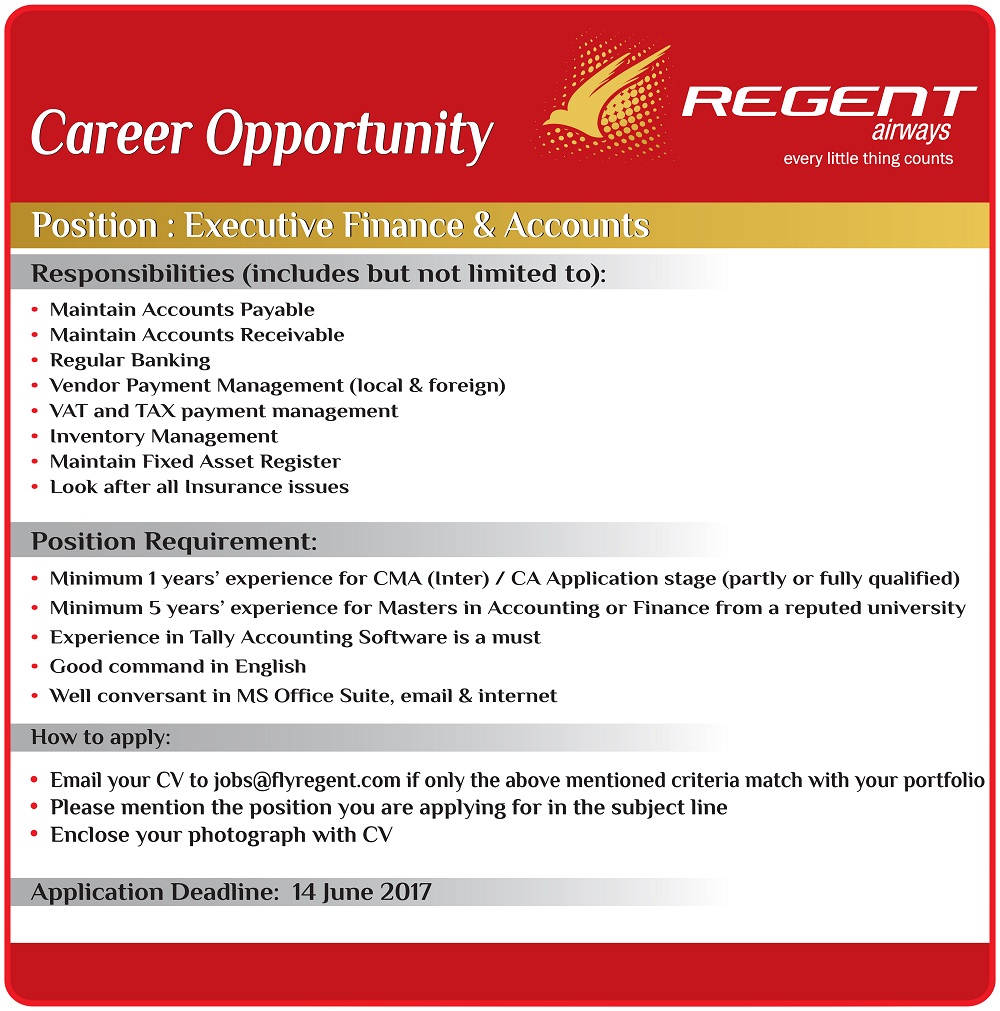 Career Opportunity
REGENT
airways
every little thing counts
Position : Executive Finance & Accounts
Responsibilities (includes but not limited to):
• Maintain Accounts Payable
• Maintain Accounts Receivable
• Regular Banking
• Vendor Payment Management (local & foreign)
• VAT and TAX payment management
• Inventory Management
• Maintain Fixed Asset Register
• Look after all Insurance issues
Position Requirement:
• Minimum 1 years’ experience for CMA (Inter) / CA Application stage (partly or fully qualified)
• Minimum 5 years’ experience for Masters in Accounting or Finance from a reputed university
• Experience in Tally Accounting Software is a must
• Good command in English
• Well conversant in MS Office Suite, email & internet
How to apply:
• Email your CV to jobs@flyregent.com if only the above mentioned criteria match with your portfolio
• Please mention the position you are applying for in the subject line
• Enclose your photograph with CV
Application Deadline: 14 June 2017